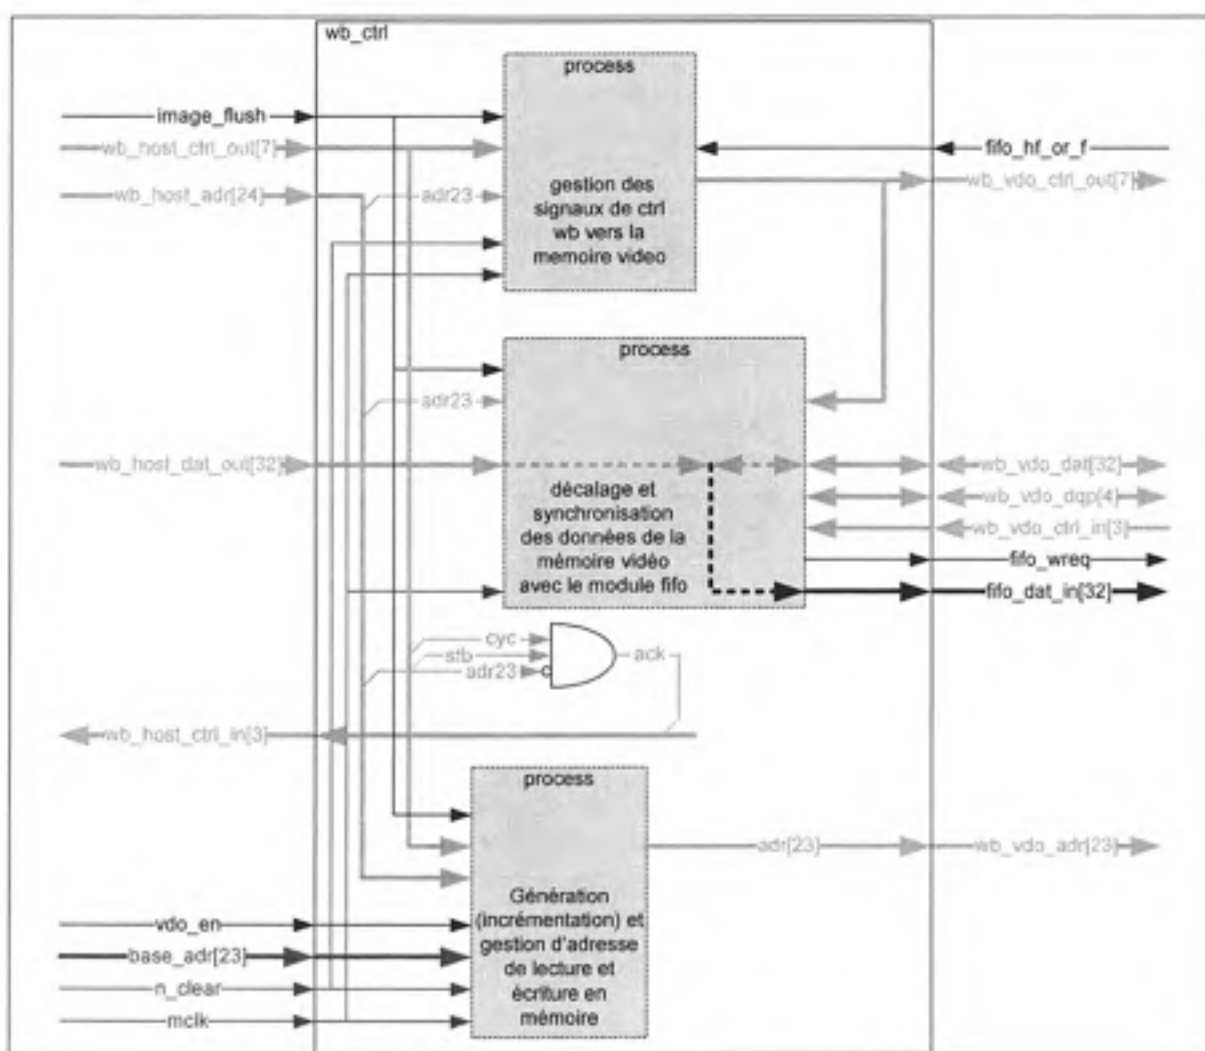 wb_ctrl
process
image_flush
wb_host_ctrl_out[7]
fifo_hf_or_f
wb_vdo_ctrl_out[7]
wb_host_adr[24]
adr23
gestion des
signaux de ctrl
wb vers la
memoire video
process
adr23
wb_host_dat_out[32]
wb_vdo_dat[32]
décalage et
synchronisation
des données de la
mémoire vidéo
avec le module fifo
wb_vdo_dqp[4]
wb_vdo_ctrl_in[3]
fifo_wreq
fifo_dat_in[32]
cyc
stb
adr23
ack
wb_host_ctrl_in[3]
process
adr[23]
wb_vdo_adr[23]
Génération
(incrémentation) et
gestion d'adresse
de lecture et
écriture en
mémoire
vdo_en
base_adr[23]
n_clear
mclk